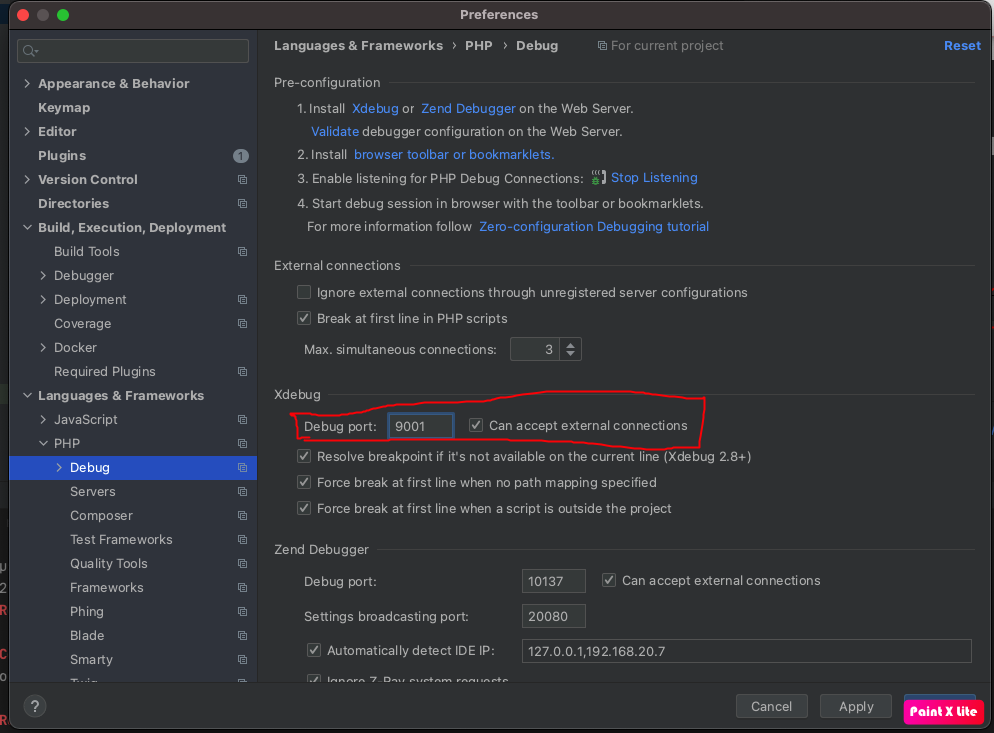 Preferences
Languages & Frameworks › PHP › Debug For current project Reset
Appearance & Behavior
Keymap
Editor
Plugins 1
Version Control
Directories
Build, Execution, Deployment
Build Tools
Debugger
Deployment
Coverage
Docker
Required Plugins
Languages & Frameworks
JavaScript
PHP
Debug
Servers
Composer
Test Frameworks
Quality Tools
Frameworks
Phing
Blade
Smarty
Twig
Pre-configuration
1. Install Xdebug or Zend Debugger on the Web Server.
Validate debugger configuration on the Web Server.
2. Install browser toolbar or bookmarklets.
3. Enable listening for PHP Debug Connections: Stop Listening
4. Start debug session in browser with the toolbar or bookmarklets.
For more information follow Zero-configuration Debugging tutorial
External connections
Ignore external connections through unregistered server configurations
Break at first line in PHP scripts
Max. simultaneous connections: 3
Xdebug
Debug port: 9001 Can accept external connections
Resolve breakpoint if it's not available on the current line (Xdebug 2.8+)
Force break at first line when no path mapping specified
Force break at first line when a script is outside the project
Zend Debugger
Debug port: 10137 Can accept external connections
Settings broadcasting port: 20080
Automatically detect IDE IP: 127.0.0.1,192.168.20.7
Ignore Z-Ray system requests
? Cancel Apply
Paint X Lite